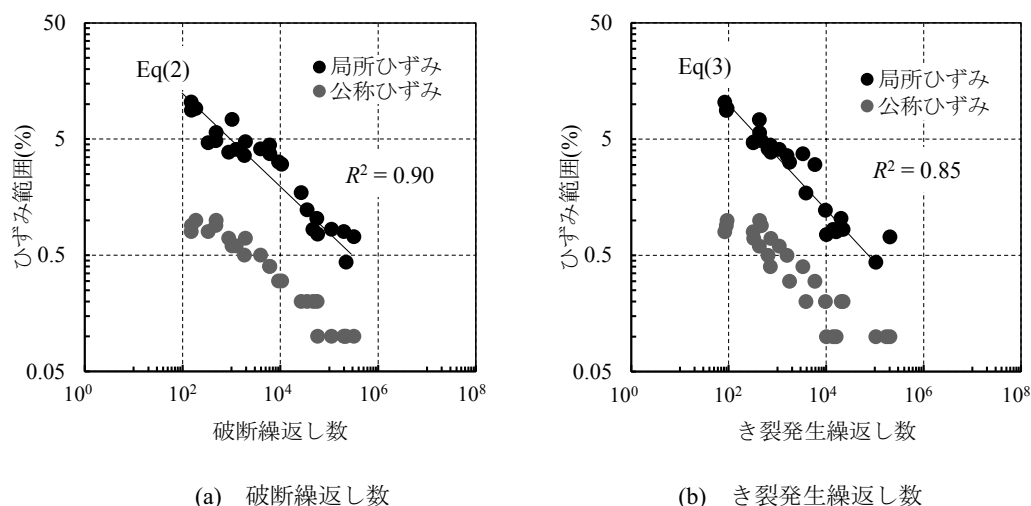 50
5
0.5
0.05
ひずみ範囲(%)
Eq(2)
局所ひずみ
公称ひずみ
R² = 0.90
10⁰ 10² 10⁴ 10⁶ 10⁸
破断繰返し数
(a) 破断繰返し数
50
5
0.5
0.05
ひずみ範囲(%)
Eq(3)
局所ひずみ
公称ひずみ
R² = 0.85
10⁰ 10² 10⁴ 10⁶ 10⁸
き裂発生繰返し数
(b) き裂発生繰返し数